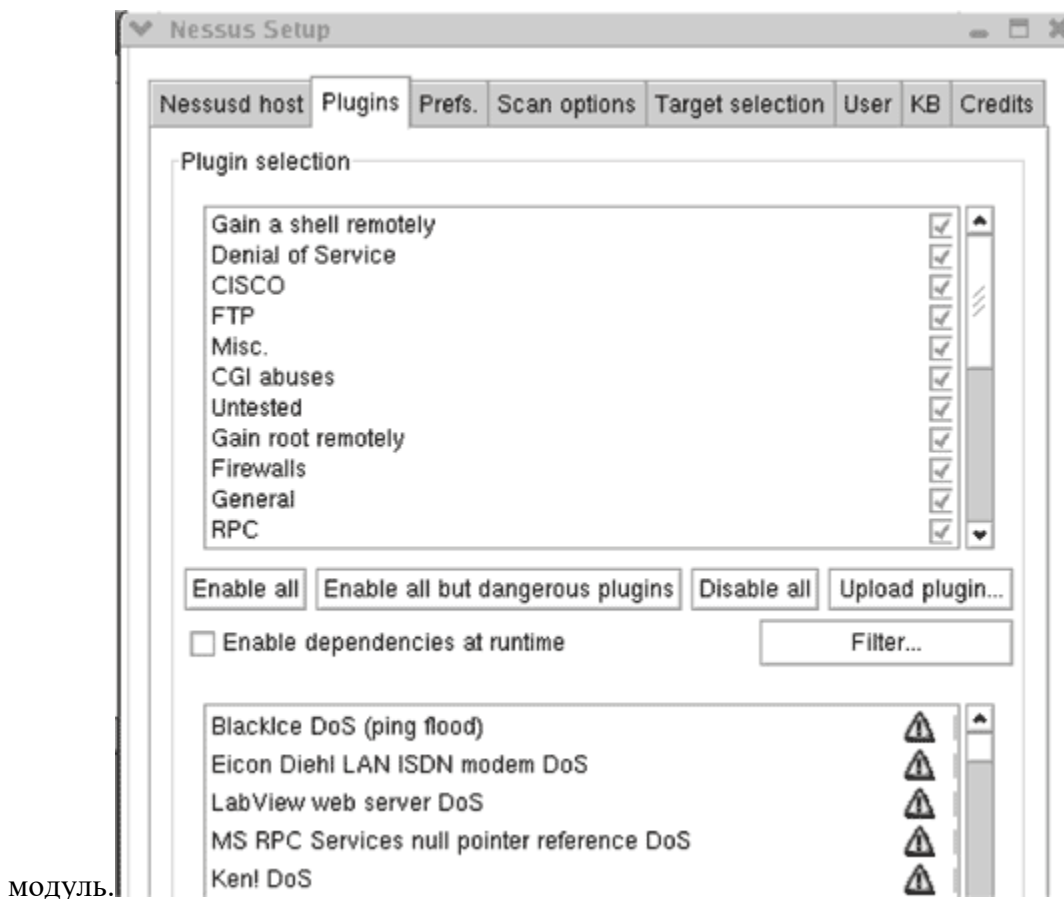 Nessus Setup
Nessusd host Plugins Prefs. Scan options Target selection User KB Credits
Plugin selection
Gain a shell remotely
Denial of Service
CISCO
FTP
Misc.
CGI abuses
Untested
Gain root remotely
Firewalls
General
RPC
Enable all Enable all but dangerous plugins Disable all Upload plugin...
Enable dependencies at runtime Filter...
BlackIce DoS (ping flood)
Eicon Diehl LAN ISDN modem DoS
LabView web server DoS
MS RPC Services null pointer reference DoS
Ken! DoS
модуль.